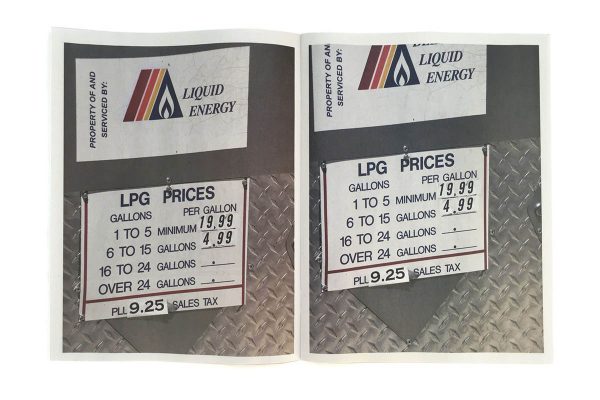 PROPERTY OF AND
SERVICED BY:
LIQUID
ENERGY
LPG PRICES
GALLONS PER GALLON
1 TO 5 MINIMUM 19.99
6 TO 15 GALLONS 4.99
16 TO 24 GALLONS .
OVER 24 GALLONS .
PLL 9.25 SALES TAX
PROPERTY OF AND
SERVICED BY:
LIQUID
ENERGY
LPG PRICES
GALLONS PER GALLON
1 TO 5 MINIMUM 19.99
6 TO 15 GALLONS 4.99
16 TO 24 GALLONS .
OVER 24 GALLONS .
PLL 9.25 SALES TAX